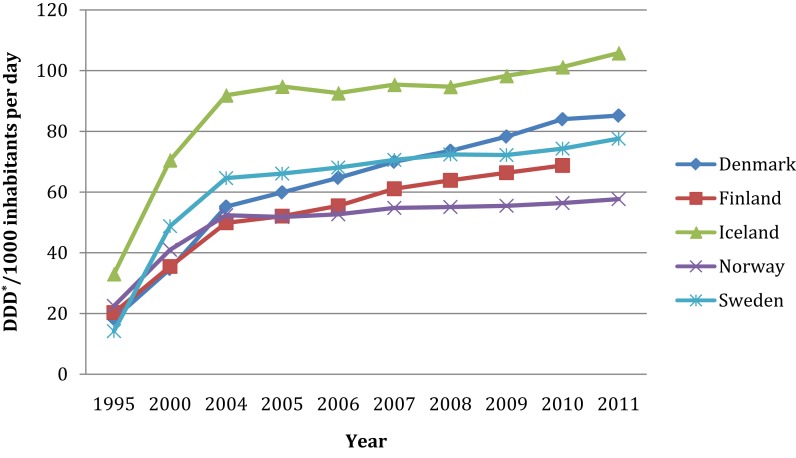 120
100
80
60
40
20
0
DDD*/1000 inhabitants per day
1995 2000 2004 2005 2006 2007 2008 2009 2010 2011
Year
Denmark
Finland
Iceland
Norway
Sweden